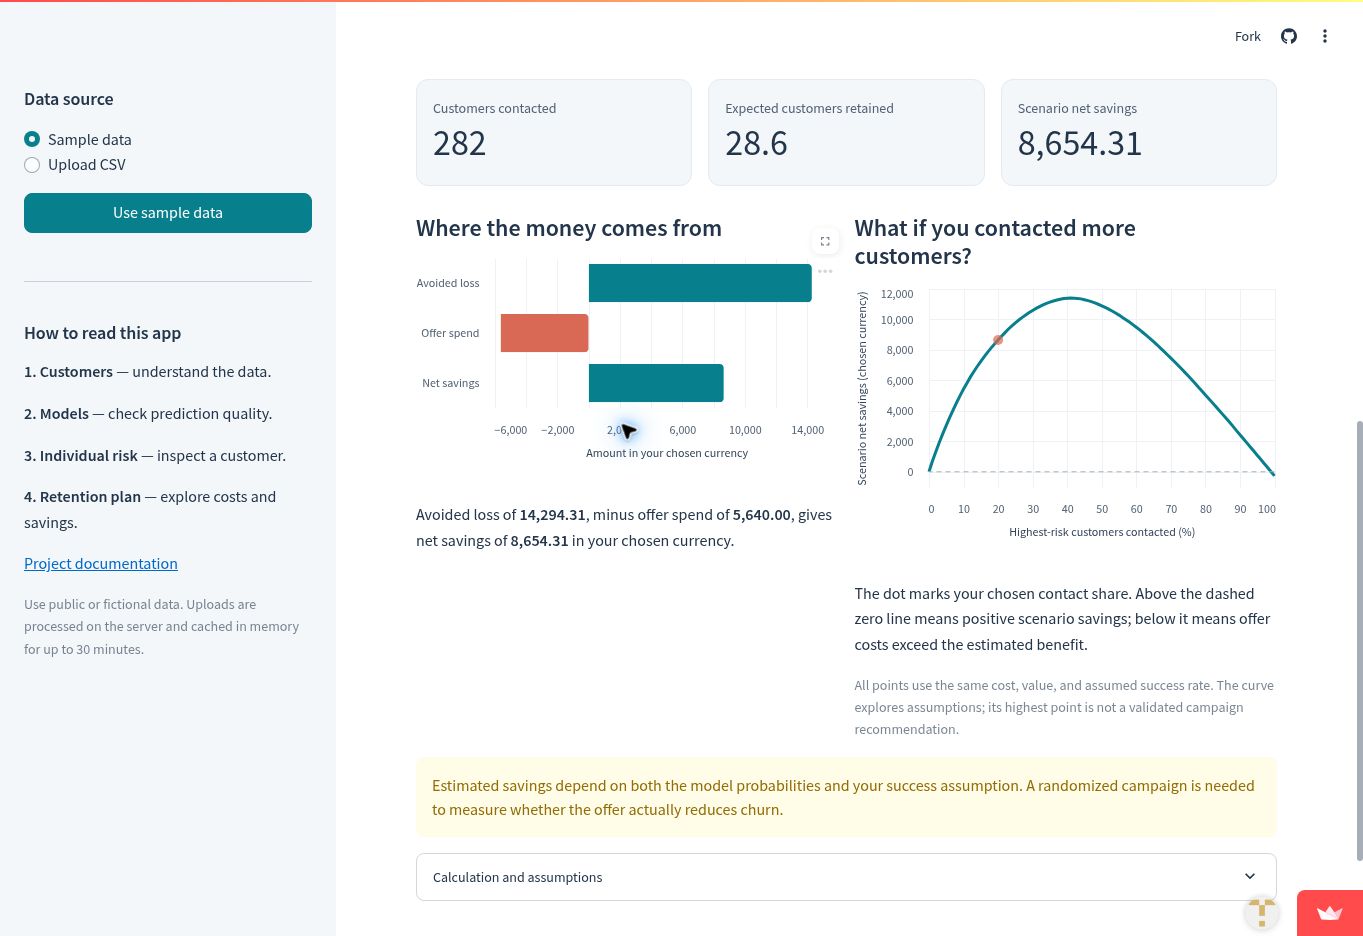 Fork
Data source
Sample data
Upload CSV
Use sample data
How to read this app
1. Customers — understand the data.
2. Models — check prediction quality.
3. Individual risk — inspect a customer.
4. Retention plan — explore costs and
savings.
Project documentation
Use public or fictional data. Uploads are
processed on the server and cached in memory
for up to 30 minutes.
Customers contacted
282
Expected customers retained
28.6
Scenario net savings
8,654.31
Where the money comes from
Avoided loss
Offer spend
Net savings
−6,000
−2,000
6,000
10,000
14,000
Amount in your chosen currency
Avoided loss of 14,294.31, minus offer spend of 5,640.00, gives
net savings of 8,654.31 in your chosen currency.
What if you contacted more
customers?
Scenario net savings (chosen currency)
12,000
10,000
8,000
6,000
4,000
2,000
0
0 10 20 30 40 50 60 70 80 90 100
Highest-risk customers contacted (%)
The dot marks your chosen contact share. Above the dashed
zero line means positive scenario savings; below it means offer
costs exceed the estimated benefit.
All points use the same cost, value, and assumed success rate. The curve
explores assumptions; its highest point is not a validated campaign
recommendation.
Estimated savings depend on both the model probabilities and your success assumption. A randomized campaign is needed
to measure whether the offer actually reduces churn.
Calculation and assumptions